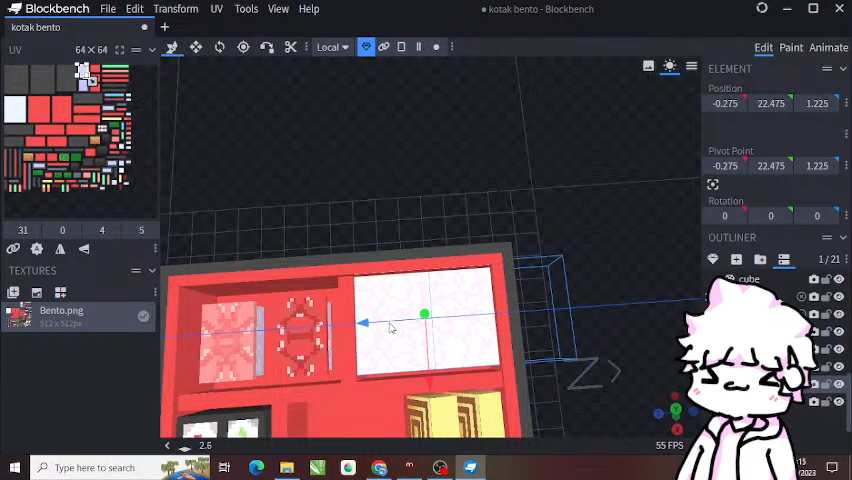 Blockbench File Edit Transform UV Tools View Help kotak bento - Blockbench
kotak bento
UV 64 × 64
Local
Edit Paint Animate
ELEMENT
Position
-0.275 22.475 1.225
Pivot Point
-0.275 22.475 1.225
Rotation
0 0 0
OUTLINER
1 / 21
cube
31 0 4 5
TEXTURES
Bento.png
512 x 512px
Z
X
Y
Z
2.6
55 FPS
Type here to search